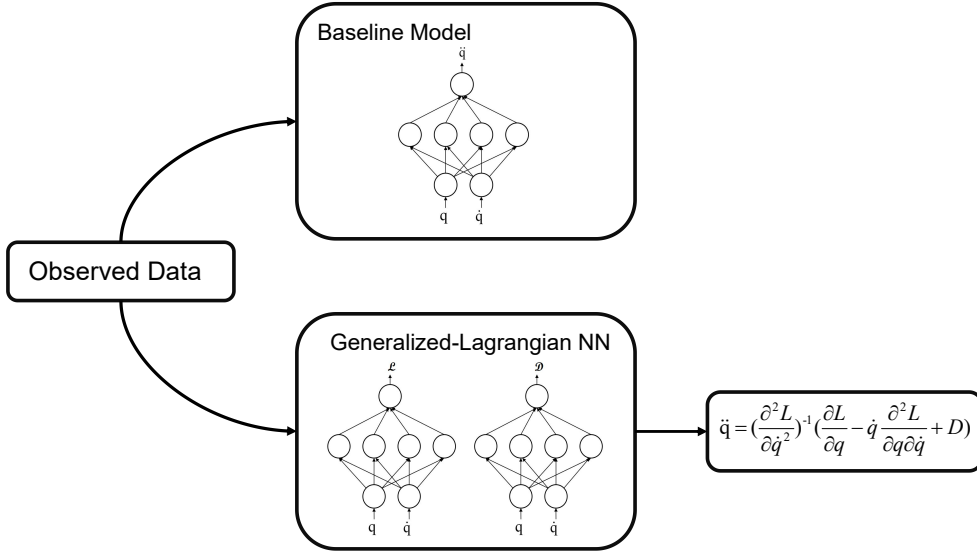 Baseline Model
q̈
q q̇
Observed Data
Generalized-Lagrangian NN
ℒ 𝒟
q q̇ q q̇
q̈ = (∂²L/∂q̇²)⁻¹(∂L/∂q − q̇ ∂²L/∂q∂q̇ + D)